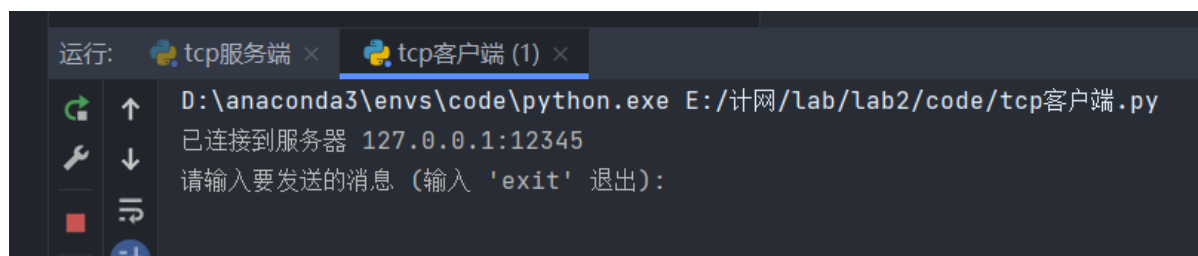 运行: tcp服务端 × tcp客户端 (1) ×
D:\anaconda3\envs\code\python.exe E:/计网/lab/lab2/code/tcp客户端.py
已连接到服务器 127.0.0.1:12345
请输入要发送的消息 (输入 'exit' 退出):